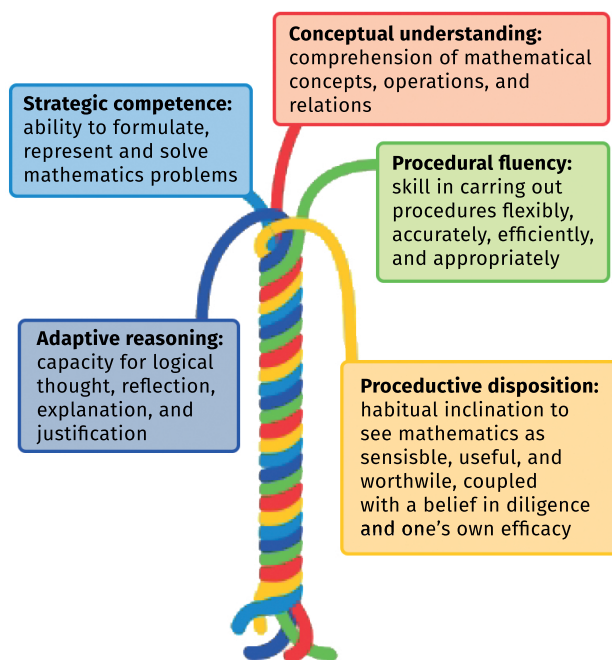 Conceptual understanding:
comprehension of mathematical
concepts, operations, and
relations
Strategic competence:
ability to formulate,
represent and solve
mathematics problems
Procedural fluency:
skill in carrying out
procedures flexibly,
accurately, efficiently,
and appropriately
Adaptive reasoning:
capacity for logical
thought, reflection,
explanation, and
justification
Proceductive disposition:
habitual inclination to
see mathematics as
sensisble, useful, and
worthwile, coupled
with a belief in diligence
and one’s own efficacy